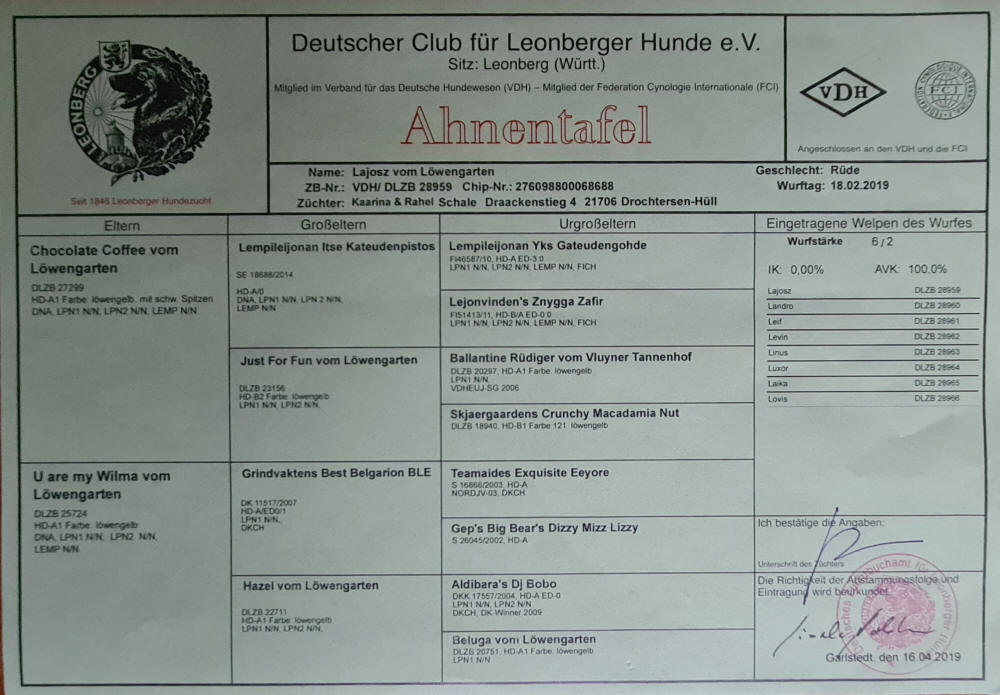 LEONBERG
Seit 1846 Leonberger Hundezucht
Deutscher Club für Leonberger Hunde e.V.
Sitz: Leonberg (Württ.)
Mitglied im Verband für das Deutsche Hundewesen (VDH) – Mitglied der Federation Cynologie Internationale (FCI)
Ahnentafel
VDH
FCI
Angeschlossen an den VDH und die FCI
Name: Lajosz vom Löwengarten
ZB-Nr.: VDH/ DLZB 28959 Chip-Nr.: 276098800068688
Züchter: Kaarina & Rahel Schale Draackenstieg 4 21706 Drochtersen-Hüll
Geschlecht: Rüde
Wurftag: 18.02.2019
Eltern
Chocolate Coffee vom
Löwengarten
DLZB 27299
HD-A1 Farbe: löwengelb. mit schw. Spitzen
DNA, LPN1 N/N, LPN2 N/N, LEMP N/N
U are my Wilma vom
Löwengarten
DLZB 25724
HD-A1 Farbe: löwengelb
DNA, LPN1 N/N, LPN2 N/N,
LEMP N/N
Großeltern
Lempileijonan Itse Kateudenpistos
SE 18688/2014
HD-A/0
DNA, LPN1 N/N, LPN 2 N/N,
LEMP N/N
Just For Fun vom Löwengarten
DLZB 23156
HD-B2 Farbe: löwengelb
LPN1 N/N, LPN2 N/N,
Grindvaktens Best Belgarion BLE
DK 11517/2007
HD-A/ED0/1
LPN1 N/N,
DKCH
Hazel vom Löwengarten
DLZB 22711
HD-A1 Farbe: löwengelb
LPN1 N/N, LPN2 N/N,
Urgroßeltern
Lempileijonan Yks Gateudengohde
FI46587/10, HD-A ED-3 0
LPN1 N/N, LPN2 N/N, LEMP N/N, FICH
Lejonvinden's Znygga Zafir
FI51413/11, HD-B/A ED-0 0
LPN1 N/N, LPN2 N/N, LEMP N/N, FICH
Ballantine Rüdiger vom Vluyner Tannenhof
DLZB 20297, HD-A1 Farbe: löwengelb
LPN1 N/N
VDHEUJ-SG 2006
Skjaergaardens Crunchy Macadamia Nut
DLZB 18940, HD-B1 Farbe 121 löwengelb
Teamaides Exquisite Eeyore
S 16866/2003, HD-A
NORDJV-03, DKCH
Gep's Big Bear's Dizzy Mizz Lizzy
S 26045/2002, HD-A
Aldibara's Dj Bobo
DKK 17557/2004, HD-A ED-0
LPN1 N/N, LPN2 N/N
DKCH, DK-Winner 2009
Beluga vom Löwengarten
DLZB 20751, HD-A1 Farbe: löwengelb
LPN1 N/N
Eingetragene Welpen des Wurfes
Wurfstärke 6 / 2
IK: 0,00% AVK: 100,0%
Lajosz DLZB 28959
Landro DLZB 28960
Leif DLZB 28961
Levin DLZB 28962
Linus DLZB 28963
Luxor DLZB 28964
Laika DLZB 28965
Lovis DLZB 28966
Ich bestätige die Angaben:
Unterschrift des Züchters
Die Richtigkeit der Abstammungsfolge und
Eintragung wird beurkundet
Garlstedt, den 16.04.2019